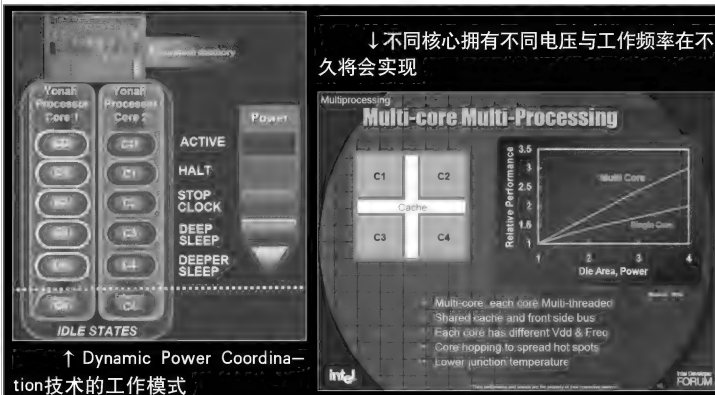 Yonah
Processor
Core 1
Yonah
Processor
Core 2
Power
C1
C3
C4
ACTIVE
HALT
STOP
CLOCK
DEEP
SLEEP
DEEPER
SLEEP
IDLE STATES
↑ Dynamic Power Coordina-
tion技术的工作模式
↓不同核心拥有不同电压与工作频率在不
久将会实现
Multiprocessing
Multi-core Multi-Processing
C1 C2
Cache
C3 C4
Relative Performance
3.5
3
2.5
2
1.5
1
Multi Core
Single Core
1 2 3 4
Die Area, Power
Multi-core, each core Multi-threaded
Shared cache and front side bus
Each core has different Vdd & Freq
Core hopping to spread hot spots
Lower junction temperature
intel
Intel Developer
FORUM